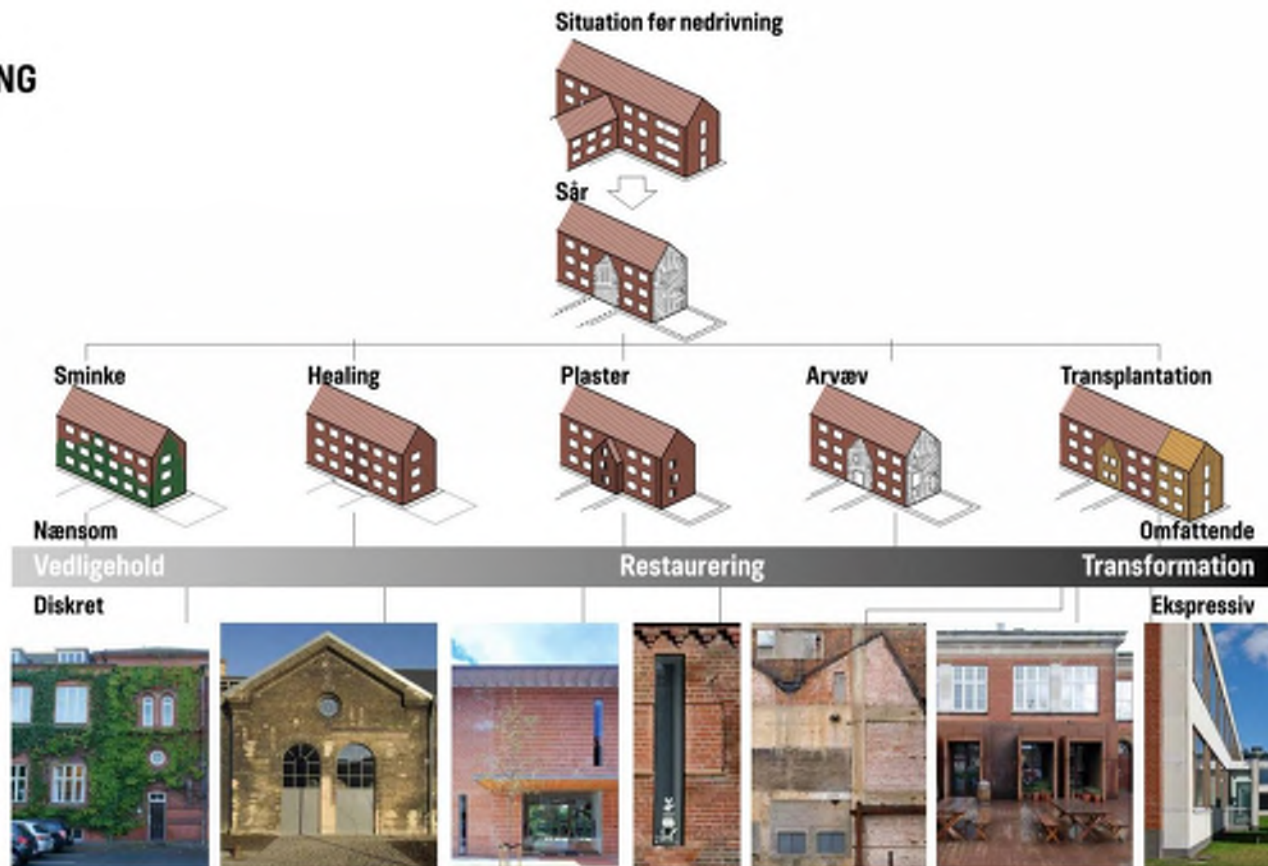 NG
Situation før nedrivning
Sår
Sminke
Healing
Plaster
Arvæv
Transplantation
Nænsom
Omfattende
Vedligehold
Restaurering
Transformation
Diskret
Ekspressiv